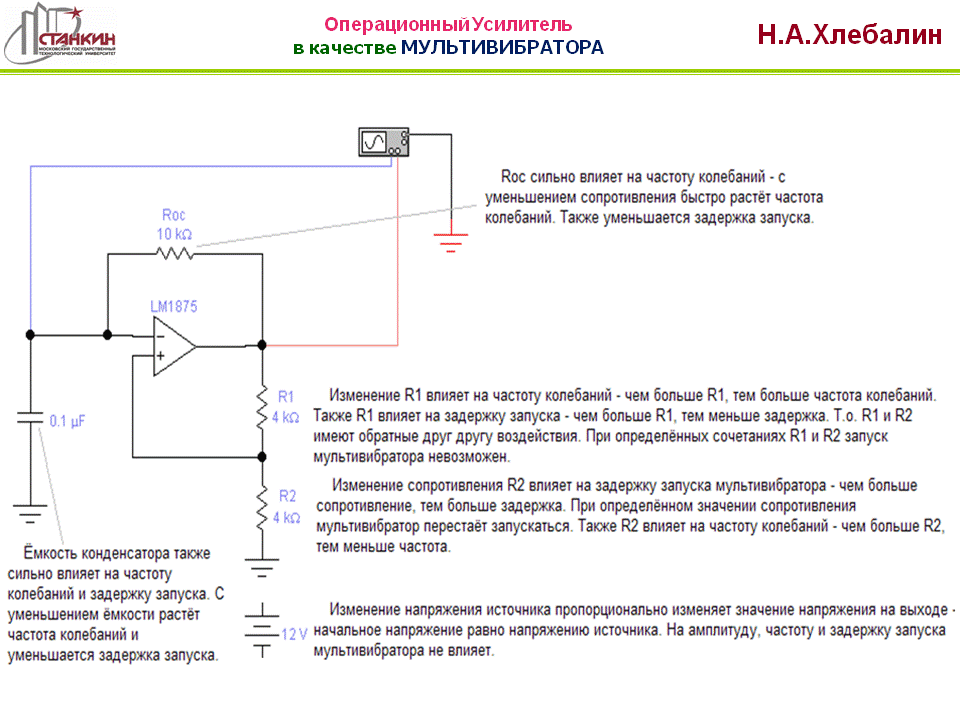 СТАНКИН
МОСКОВСКИЙ ГОСУДАРСТВЕННЫЙ
ТЕХНОЛОГИЧЕСКИЙ УНИВЕРСИТЕТ
Операционный Усилитель
в качестве МУЛЬТИВИБРАТОРА
Н.А.Хлебалин
Roc сильно влияет на частоту колебаний - с
уменьшением сопротивления быстро растёт частота
колебаний. Также уменьшается задержка запуска.
Roc
10 kΩ
LM1875
0.1 μF
R1
4 kΩ
Изменение R1 влияет на частоту колебаний - чем больше R1, тем больше частота колебаний.
Также R1 влияет на задержку запуска - чем больше R1, тем меньше задержка. Т.о. R1 и R2
имеют обратные друг другу воздействия. При определённых сочетаниях R1 и R2 запуск
мультивибратора невозможен.
R2
4 kΩ
Изменение сопротивления R2 влияет на задержку запуска мультивибратора - чем больше
сопротивление, тем больше задержка. При определённом значении сопротивления
мультивибратор перестаёт запускаться. Также R2 влияет на частоту колебаний - чем больше R2,
тем меньше частота.
Ёмкость конденсатора также
сильно влияет на частоту
колебаний и задержку запуска. С
уменьшением ёмкости растёт
частота колебаний и
уменьшается задержка запуска.
12 V
Изменение напряжения источника пропорционально изменяет значение напряжения на выходе -
начальное напряжение равно напряжению источника. На амплитуду, частоту и задержку запуска
мультивибратора не влияет.